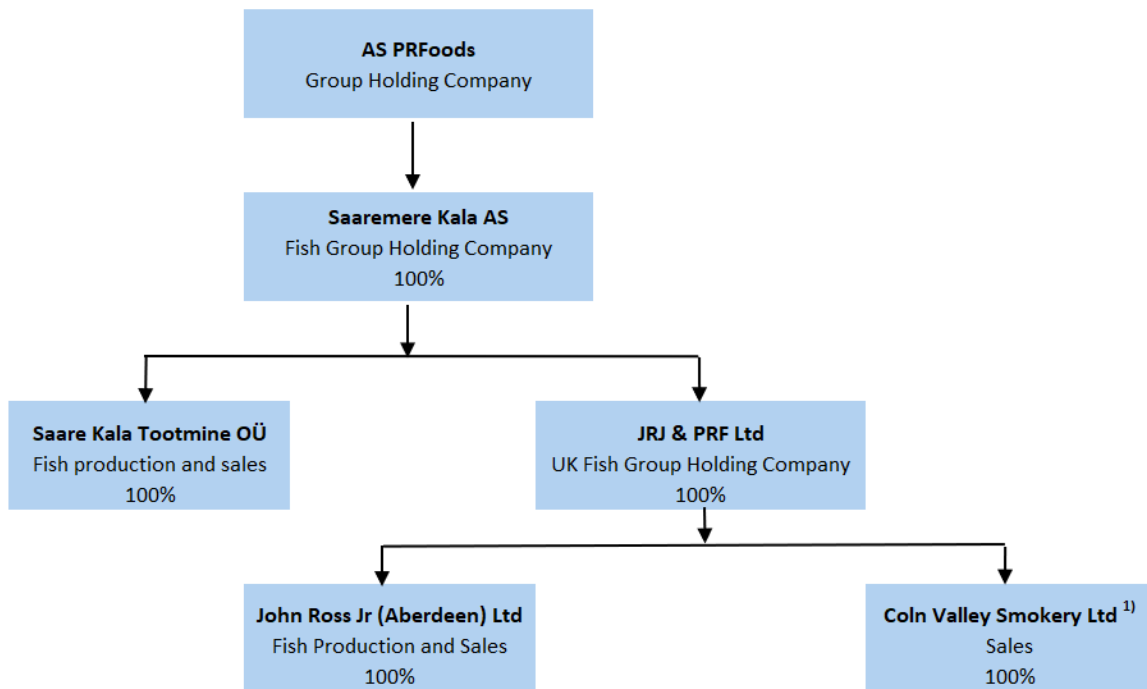 AS PRFoods
Group Holding Company
Saaremere Kala AS
Fish Group Holding Company
100%
Saare Kala Tootmine OÜ
Fish production and sales
100%
JRJ & PRF Ltd
UK Fish Group Holding Company
100%
John Ross Jr (Aberdeen) Ltd
Fish Production and Sales
100%
Coln Valley Smokery Ltd 1)
Sales
100%